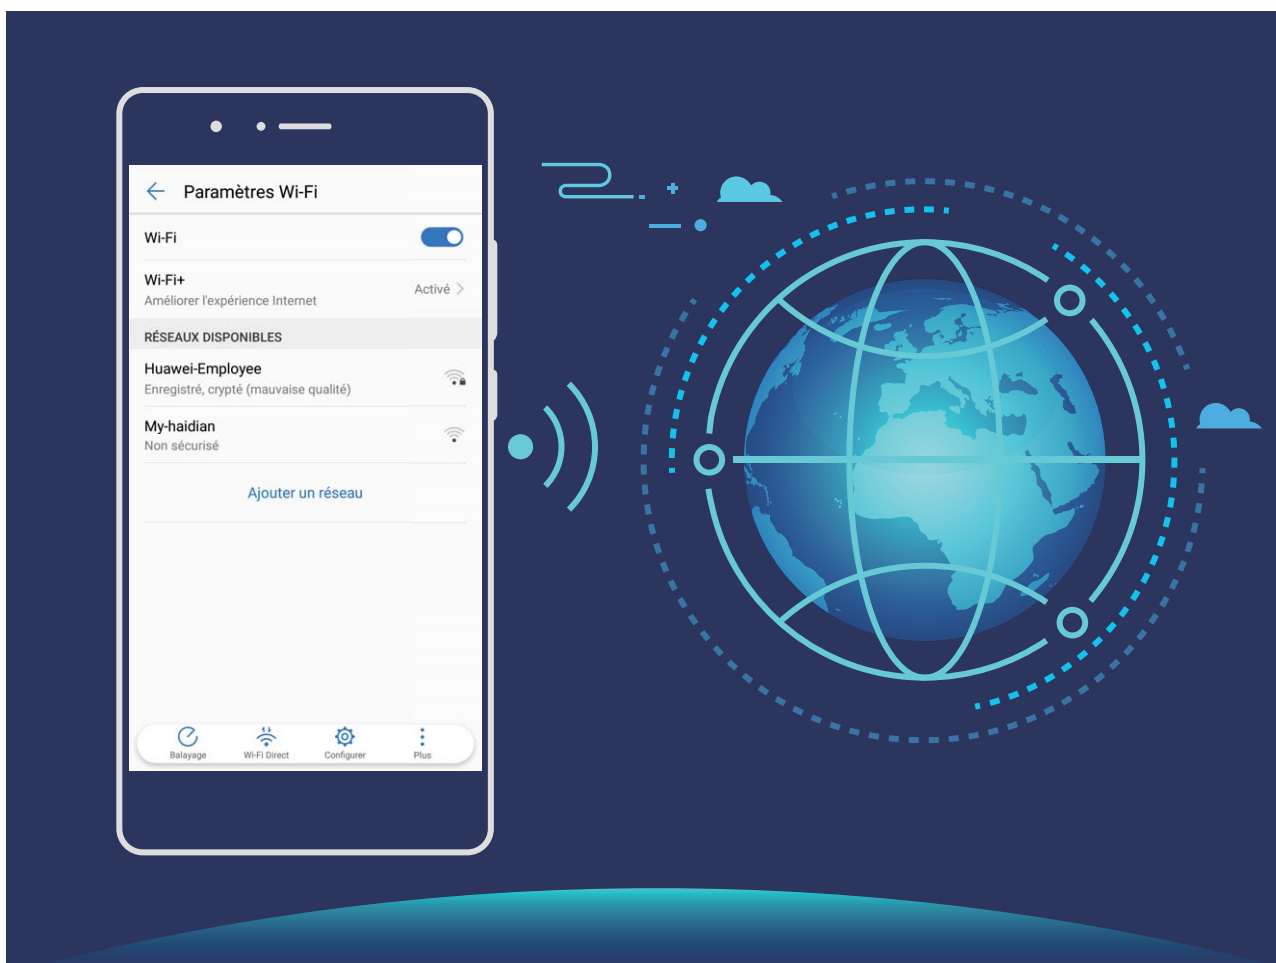 Paramètres Wi-Fi
Wi-Fi
Wi-Fi+
Améliorer l'expérience Internet
Activé
RÉSEAUX DISPONIBLES
Huawei-Employee
Enregistré, crypté (mauvaise qualité)
My-haidian
Non sécurisé
Ajouter un réseau
Balayage Wi-Fi Direct Configurer Plus